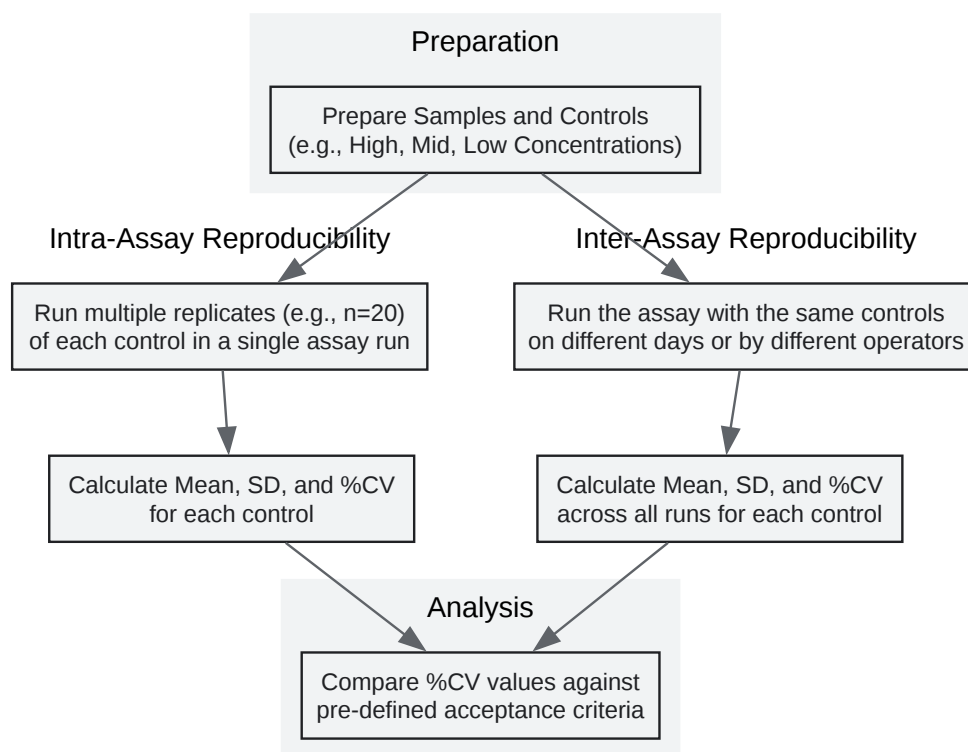 Preparation
Prepare Samples and Controls
(e.g., High, Mid, Low Concentrations)
Intra-Assay Reproducibility
Run multiple replicates (e.g., n=20)
of each control in a single assay run
Calculate Mean, SD, and %CV
for each control
Inter-Assay Reproducibility
Run the assay with the same controls
on different days or by different operators
Calculate Mean, SD, and %CV
across all runs for each control
Analysis
Compare %CV values against
pre-defined acceptance criteria